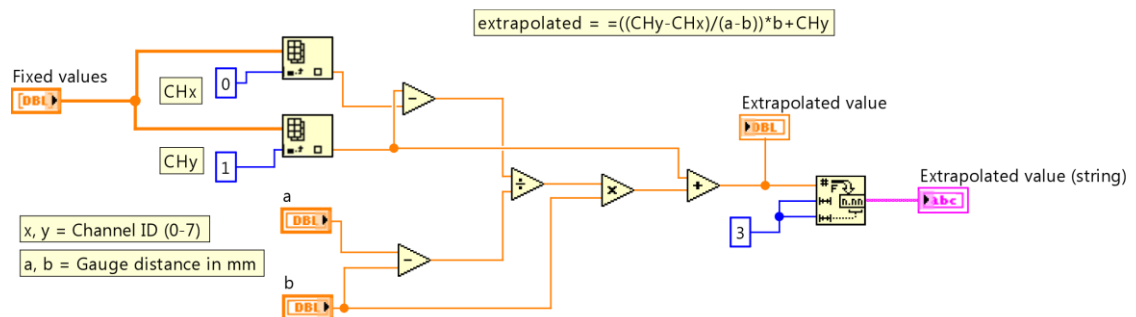 extrapolated = =((CHy-CHx)/(a-b))*b+CHy
Fixed values
[DBL]
CHx
0
CHy
1
-
÷
×
+
Extrapolated value
DBL
#
F
n.nn
Extrapolated value (string)
abc
3
a
DBL
-
b
DBL
x, y = Channel ID (0-7)
a, b = Gauge distance in mm